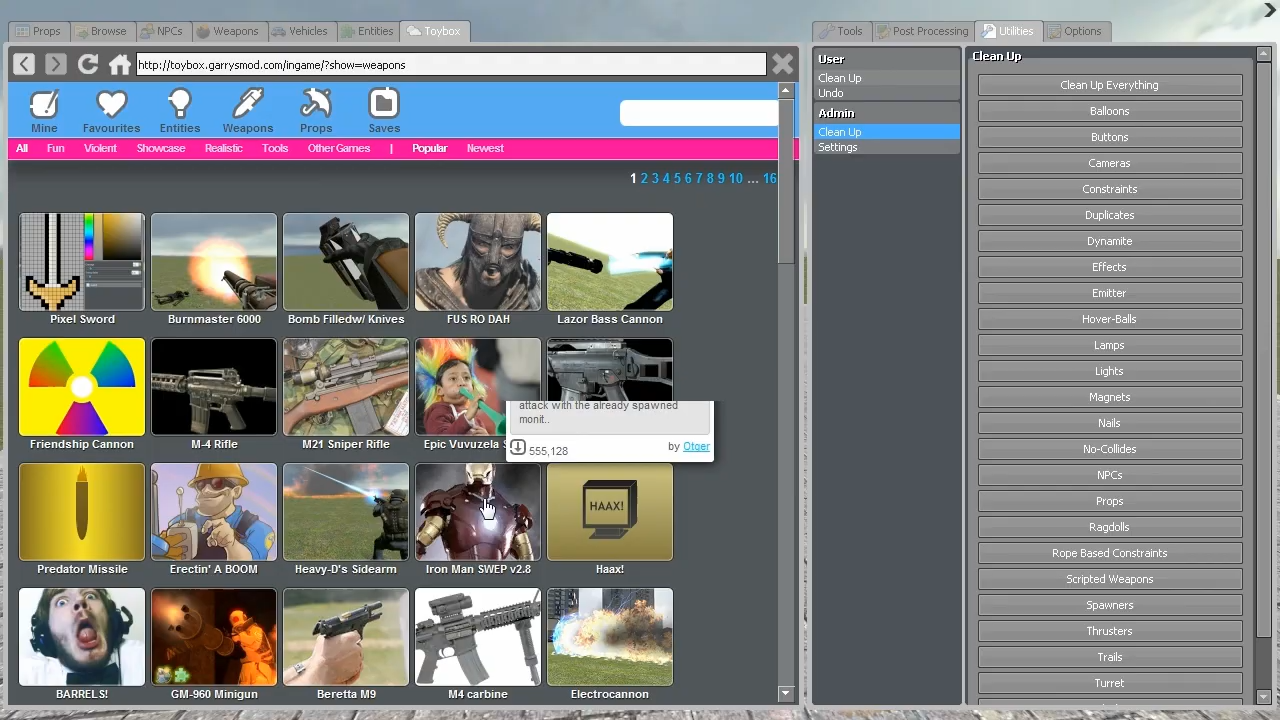 Props
Browse
NPCs
Weapons
Vehicles
Entities
Toybox
Tools
Post Processing
Utilities
Options
http://toybox.garrysmod.com/ingame/?show=weapons
Mine
Favourites
Entities
Weapons
Props
Saves
All Fun Violent Showcase Realistic Tools Other Games | Popular Newest
1 2 3 4 5 6 7 8 9 10 ... 16
Pixel Sword
Burnmaster 6000
Bomb Filledw/ Knives
FUS RO DAH
Lazor Bass Cannon
Friendship Cannon
M-4 Rifle
M21 Sniper Rifle
Epic Vuvuzela
attack with the already spawned
monit..
555,128
by Otger
Predator Missile
Erectin' A BOOM
Heavy-D's Sidearm
Iron Man SWEP v2.8
HAAX!
Haax!
BARRELS!
GM-960 Minigun
Beretta M9
M4 carbine
Electrocannon
User
Clean Up
Undo
Admin
Clean Up
Settings
Clean Up
Clean Up Everything
Balloons
Buttons
Cameras
Constraints
Duplicates
Dynamite
Effects
Emitter
Hover-Balls
Lamps
Lights
Magnets
Nails
No-Collides
NPCs
Props
Ragdolls
Rope Based Constraints
Scripted Weapons
Spawners
Thrusters
Trails
Turret